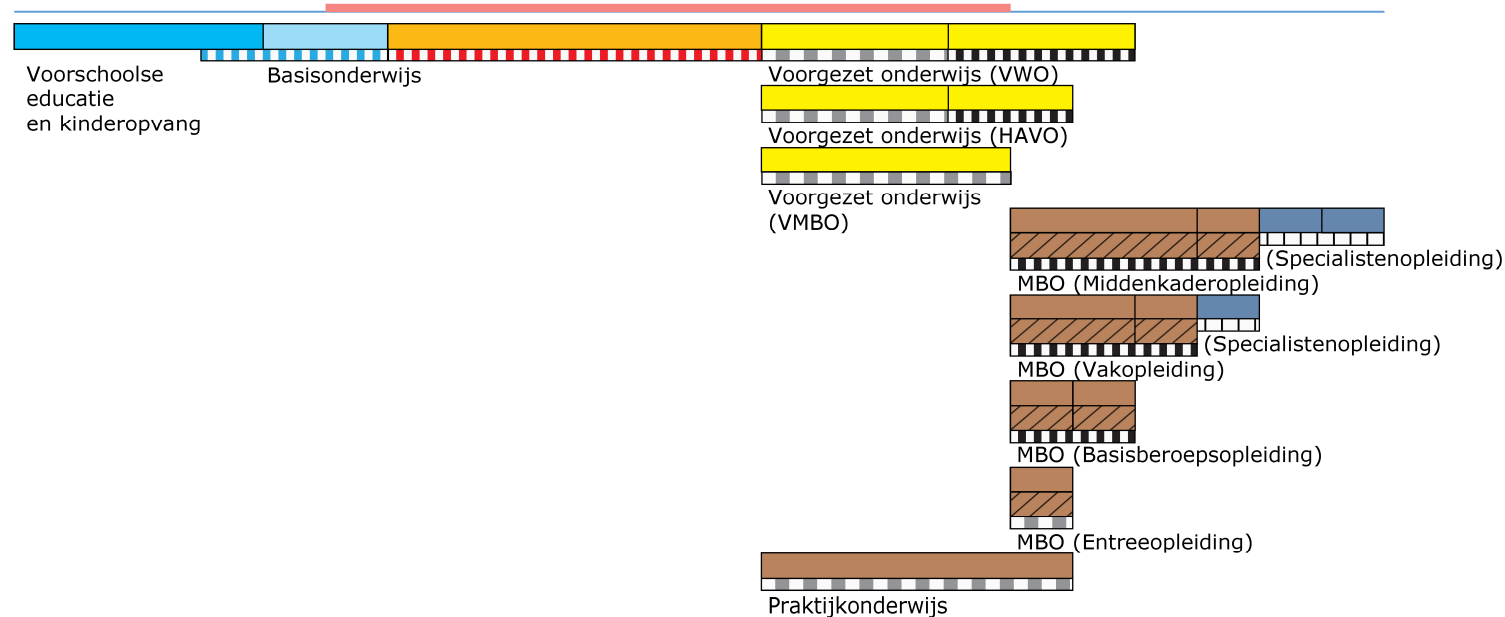 Voorschoolse
educatie
en kinderopvang
Basisonderwijs
Voorgezet onderwijs (VWO)
Voorgezet onderwijs (HAVO)
Voorgezet onderwijs
(VMBO)
(Specialistenopleiding)
MBO (Middenkaderopleiding)
(Specialistenopleiding)
MBO (Vakopleiding)
MBO (Basisberoepsopleiding)
MBO (Entreeopleiding)
Praktijkonderwijs